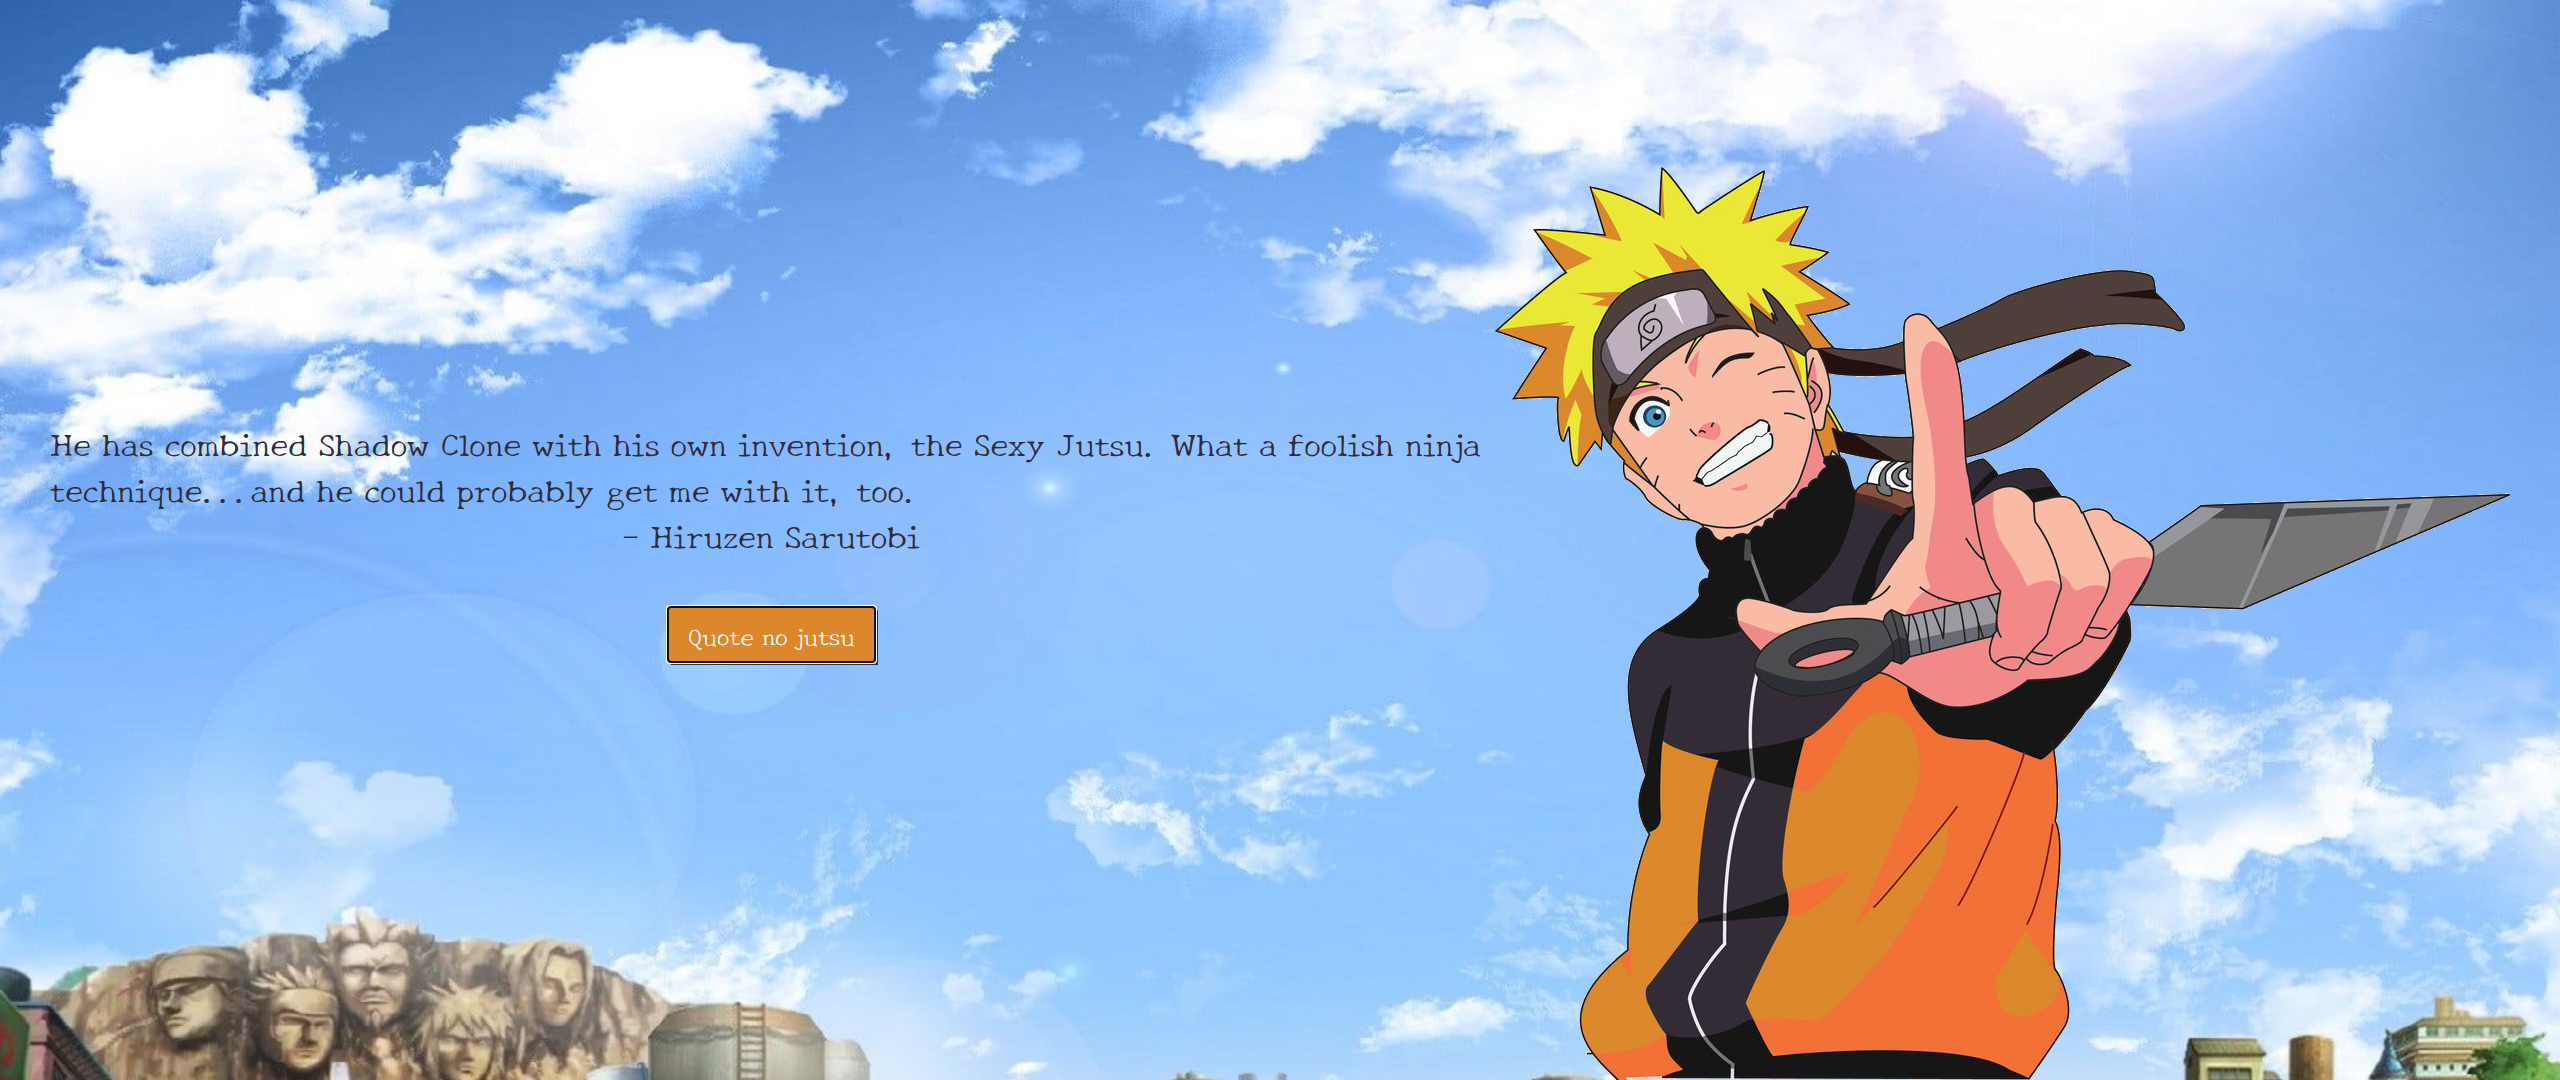 He has combined Shadow Clone with his own invention, the Sexy Jutsu. What a foolish ninja
technique...and he could probably get me with it, too.
- Hiruzen Sarutobi
Quote no jutsu